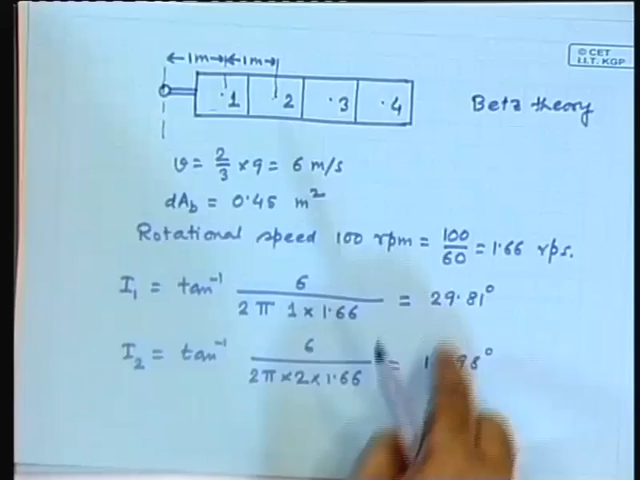 © CET
I.I.T. KGP
1m 1m
1 2 3 4 Beta theory
υ = 2/3 × 9 = 6 m/s
dA_b = 0.45 m²
Rotational speed 100 rpm = 100/60 = 1.66 rps.
I₁ = tan⁻¹ 6/(2π 1 × 1.66) = 29.81°
I₂ = tan⁻¹ 6/(2π × 2 × 1.66) =